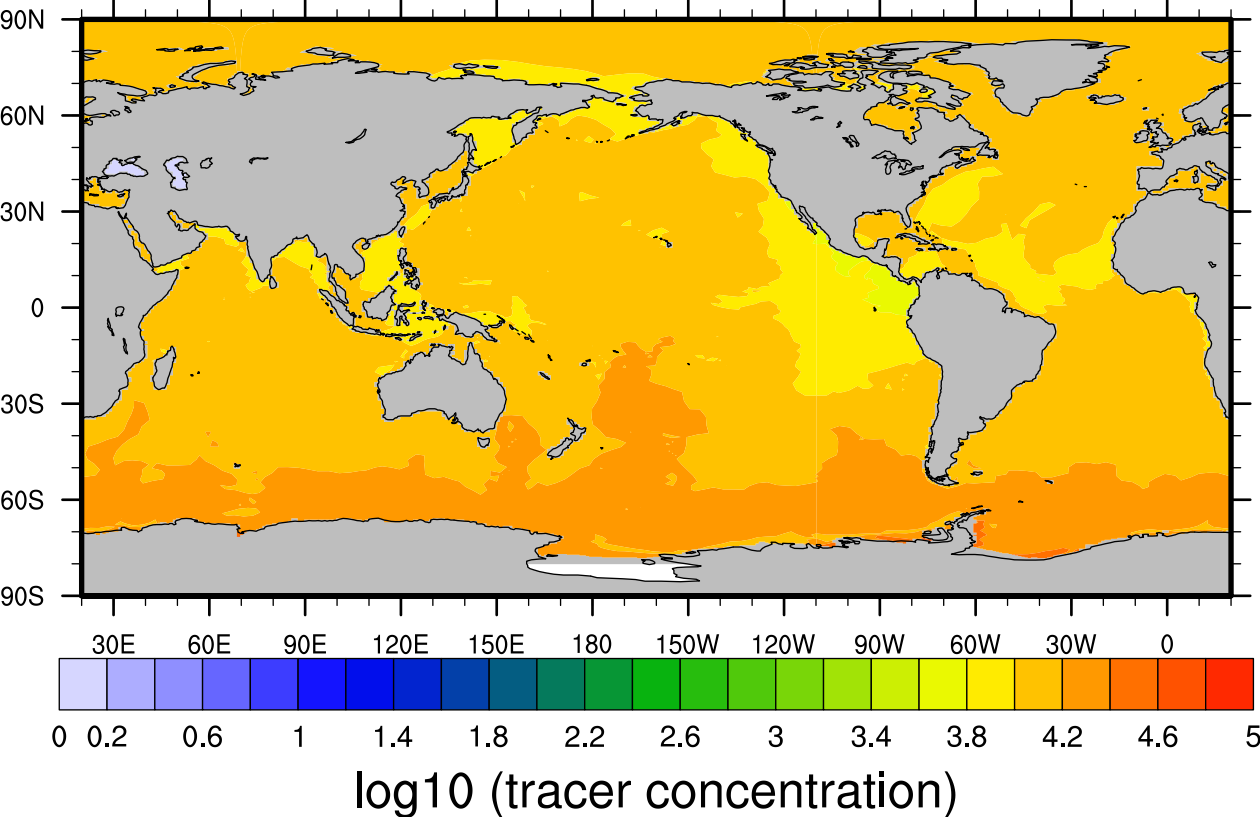 90N
60N
30N
0
30S
60S
90S
30E 60E 90E 120E 150E 180 150W 120W 90W 60W 30W 0
0 0.2 0.6 1 1.4 1.8 2.2 2.6 3 3.4 3.8 4.2 4.6 5
log10 (tracer concentration)